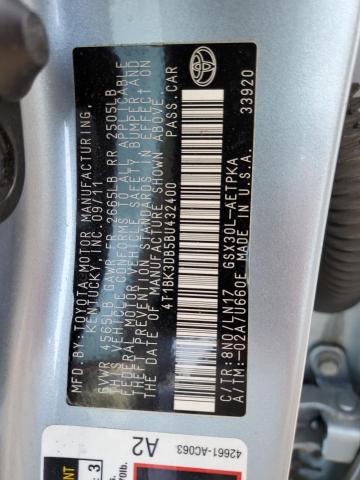 MFD. BY: TOYOTA MOTOR MANUFACTURING,
KENTUCKY, INC. 09/11
GVWR 4565LB GAWR FR 2665LB RR 2505LB
THIS VEHICLE CONFORMS TO ALL APPLICABLE
FEDERAL MOTOR VEHICLE SAFETY, BUMPER AND
THEFT PREVENTION STANDARDS IN EFFECT ON
THE DATE OF MANUFACTURE SHOWN ABOVE.
4T1BK3DB5BU432400 PASS. CAR
C/TR: 8N0/LN17 GSX30L-AETPKA
A/TM: -02A/U660E MADE IN U.S.A.
33920
42661-AC063
A2